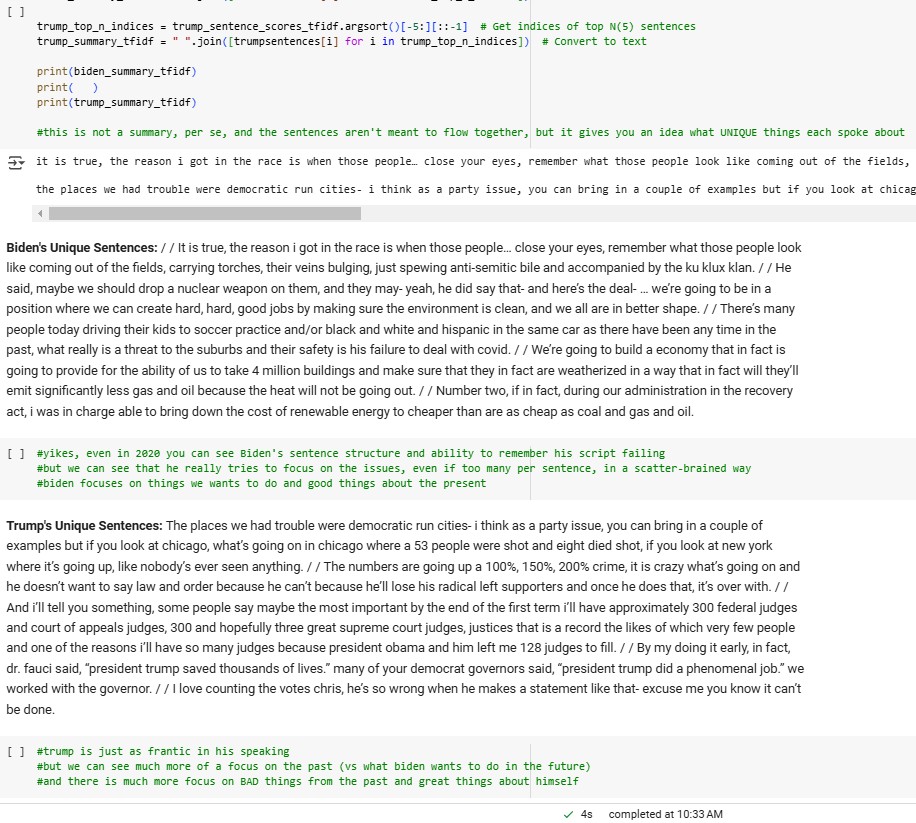 [ ]
trump_top_n_indices = trump_sentence_scores_tfidf.argsort()[-5:][::-1]  # Get indices of top N(5) sentences
trump_summary_tfidf = " ".join([trumpsentences[i] for i in trump_top_n_indices])  # Convert to text
print(biden_summary_tfidf)
print(   )
print(trump_summary_tfidf)
#this is not a summary, per se, and the sentences aren't meant to flow together, but it gives you an idea what UNIQUE things each spoke about
it is true, the reason i got in the race is when those people… close your eyes, remember what those people look like coming out of the fields,
the places we had trouble were democratic run cities- i think as a party issue, you can bring in a couple of examples but if you look at chicag
Biden's Unique Sentences: / / It is true, the reason i got in the race is when those people… close your eyes, remember what those people look
like coming out of the fields, carrying torches, their veins bulging, just spewing anti-semitic bile and accompanied by the ku klux klan. / / He
said, maybe we should drop a nuclear weapon on them, and they may- yeah, he did say that- and here's the deal- … we're going to be in a
position where we can create hard, hard, good jobs by making sure the environment is clean, and we all are in better shape. / / There's many
people today driving their kids to soccer practice and/or black and white and hispanic in the same car as there have been any time in the
past, what really is a threat to the suburbs and their safety is his failure to deal with covid. / / We're going to build a economy that in fact is
going to provide for the ability of us to take 4 million buildings and make sure that they in fact are weatherized in a way that in fact will they'll
emit significantly less gas and oil because the heat will not be going out. / / Number two, if in fact, during our administration in the recovery
act, i was in charge able to bring down the cost of renewable energy to cheaper than are as cheap as coal and gas and oil.
[ ] #yikes, even in 2020 you can see Biden's sentence structure and ability to remember his script failing
#but we can see that he really tries to focus on the issues, even if too many per sentence, in a scatter-brained way
#biden focuses on things we wants to do and good things about the present
Trump's Unique Sentences: The places we had trouble were democratic run cities- i think as a party issue, you can bring in a couple of
examples but if you look at chicago, what's going on in chicago where a 53 people were shot and eight died shot, if you look at new york
where it's going up, like nobody's ever seen anything. / / The numbers are going up a 100%, 150%, 200% crime, it is crazy what's going on and
he doesn't want to say law and order because he can't because he'll lose his radical left supporters and once he does that, it's over with. / /
And i'll tell you something, some people say maybe the most important by the end of the first term i'll have approximately 300 federal judges
and court of appeals judges, 300 and hopefully three great supreme court judges, justices that is a record the likes of which very few people
and one of the reasons i'll have so many judges because president obama and him left me 128 judges to fill. / / By my doing it early, in fact,
dr. fauci said, “president trump saved thousands of lives.” many of your democrat governors said, “president trump did a phenomenal job.” we
worked with the governor. / / I love counting the votes chris, he's so wrong when he makes a statement like that- excuse me you know it can't
be done.
[ ] #trump is just as frantic in his speaking
#but we can see much more of a focus on the past (vs what biden wants to do in the future)
#and there is much more focus on BAD things from the past and great things about himself
4s completed at 10:33 AM